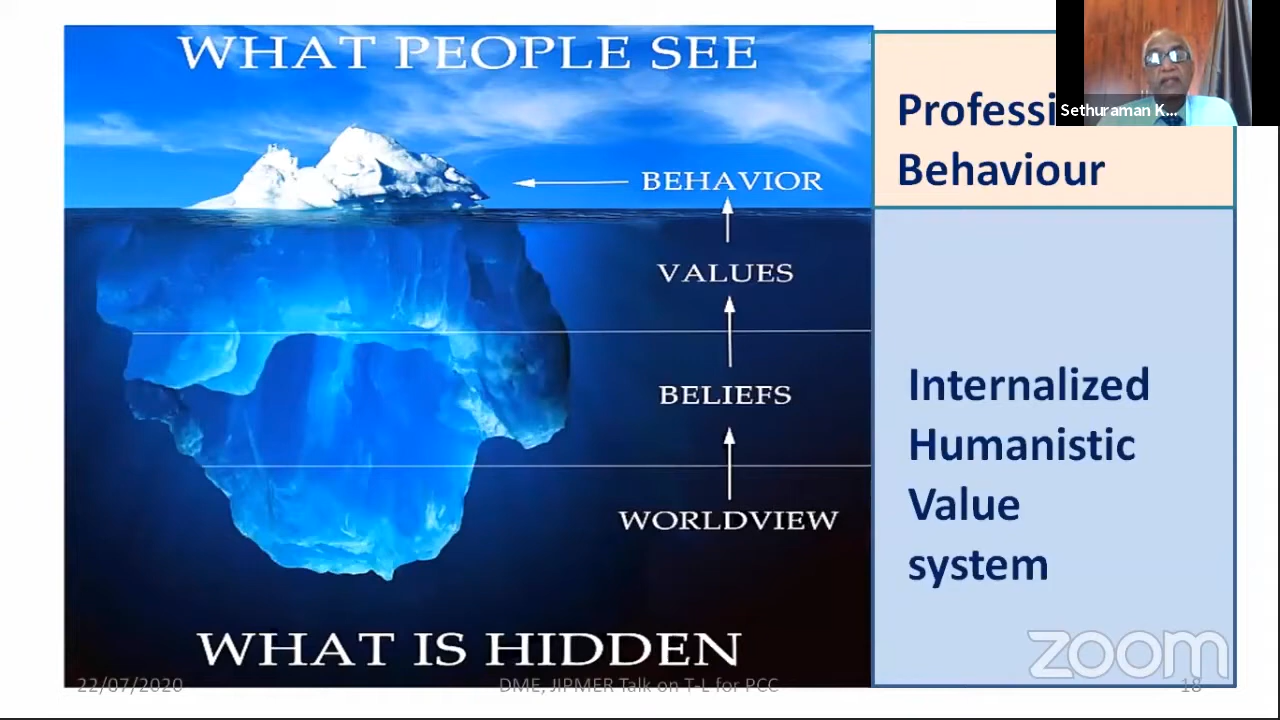 WHAT PEOPLE SEE
BEHAVIOR
VALUES
BELIEFS
WORLDVIEW
WHAT IS HIDDEN
Behaviour
Internalized
Humanistic
Value
system
Sethuraman K...
zoom
22/07/2020
DME, JIPMER Talk on T-L for PCC
18